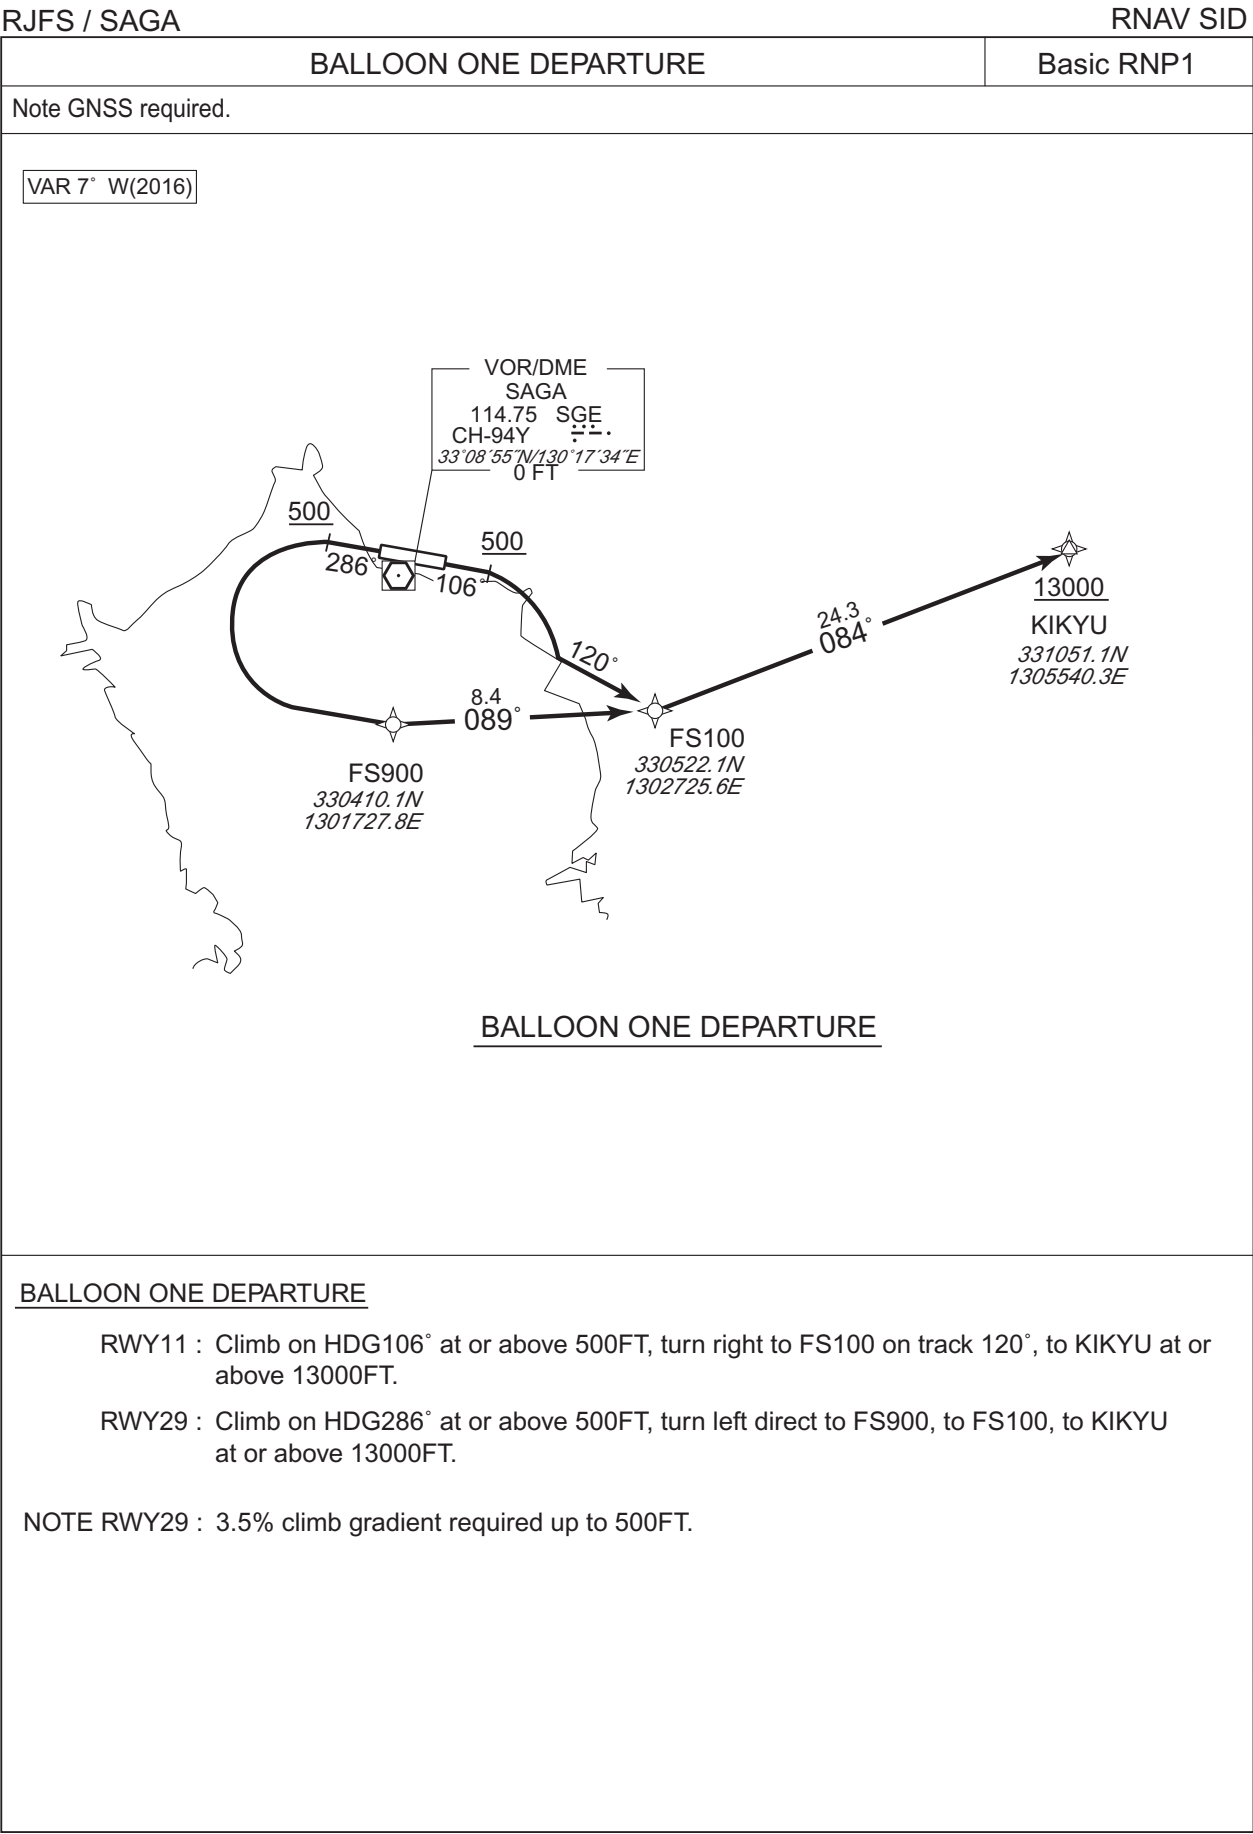 RJFS / SAGA
RNAV SID
BALLOON ONE DEPARTURE
Basic RNP1
Note GNSS required.
VAR 7° W(2016)
VOR/DME
SAGA
114.75 SGE
CH-94Y
33°08′55″N/130°17′34″E
0 FT
500
500
286°
106°
13000
KIKYU
331051.1N
1305540.3E
24.3
084°
120°
8.4
089°
FS100
330522.1N
1302725.6E
FS900
330410.1N
1301727.8E
BALLOON ONE DEPARTURE
BALLOON ONE DEPARTURE
RWY11 : Climb on HDG106° at or above 500FT, turn right to FS100 on track 120°, to KIKYU at or
above 13000FT.
RWY29 : Climb on HDG286° at or above 500FT, turn left direct to FS900, to FS100, to KIKYU
at or above 13000FT.
NOTE RWY29 : 3.5% climb gradient required up to 500FT.